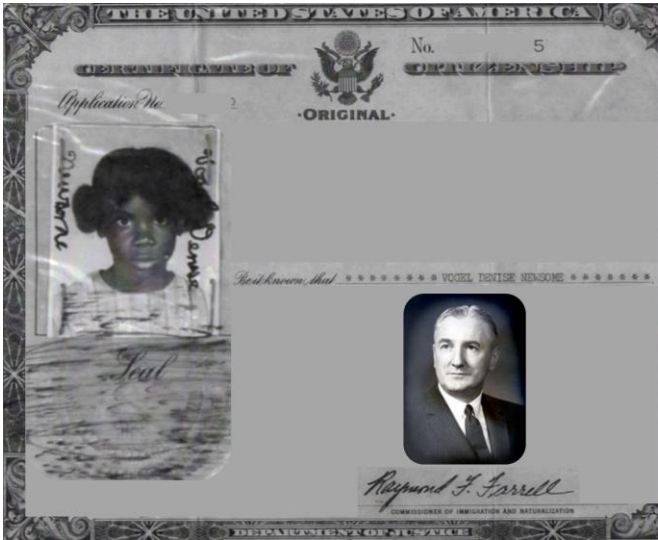 THE UNITED STATES OF AMERICA
No. 5
CERTIFICATE OF CITIZENSHIP
Application No.
·ORIGINAL·
Vogel Denise
Newsome
Be it known, that ******** VOGEL DENISE NEWSOME *******
Seal
Raymond F. Farrell
COMMISSIONER OF IMMIGRATION AND NATURALIZATION
DEPARTMENT OF JUSTICE